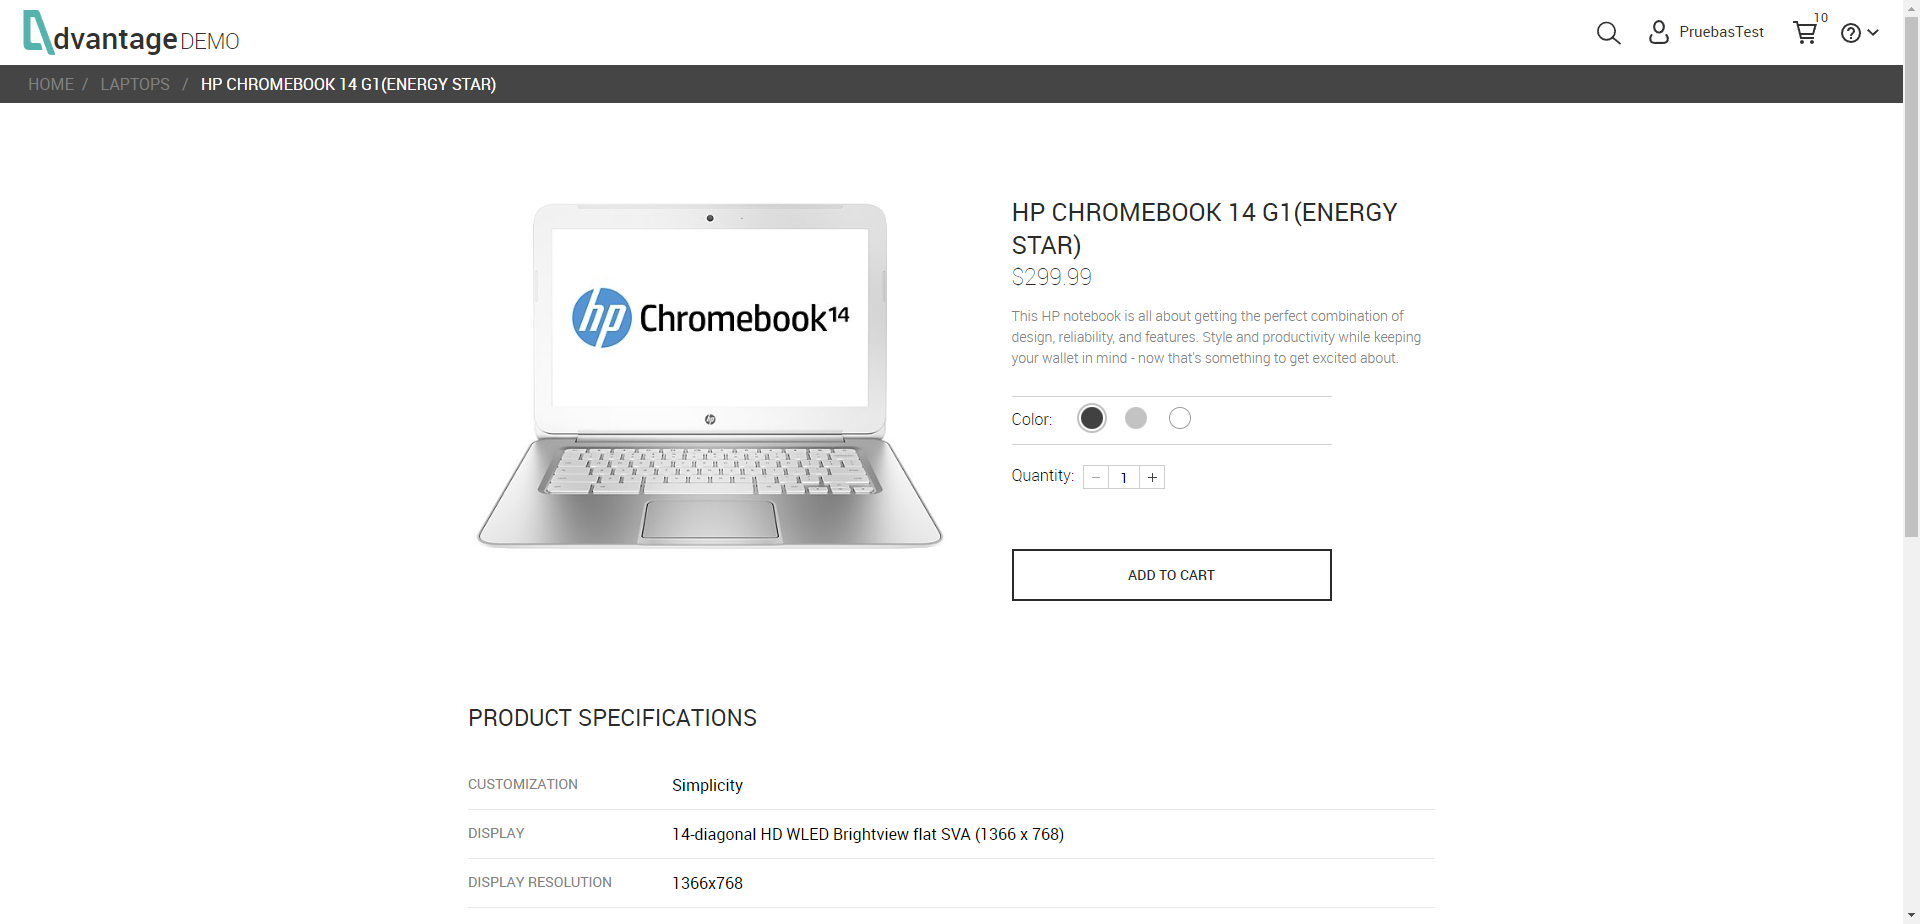 dvantage DEMO
PruebasTest
10
HOME / LAPTOPS / HP CHROMEBOOK 14 G1(ENERGY STAR)
hp Chromebook 14
hp
HP CHROMEBOOK 14 G1(ENERGY
STAR)
$299.99
This HP notebook is all about getting the perfect combination of
design, reliability, and features. Style and productivity while keeping
your wallet in mind - now that's something to get excited about.
Color:
Quantity: − 1 +
ADD TO CART
PRODUCT SPECIFICATIONS
CUSTOMIZATION Simplicity
DISPLAY 14-diagonal HD WLED Brightview flat SVA (1366 x 768)
DISPLAY RESOLUTION 1366x768